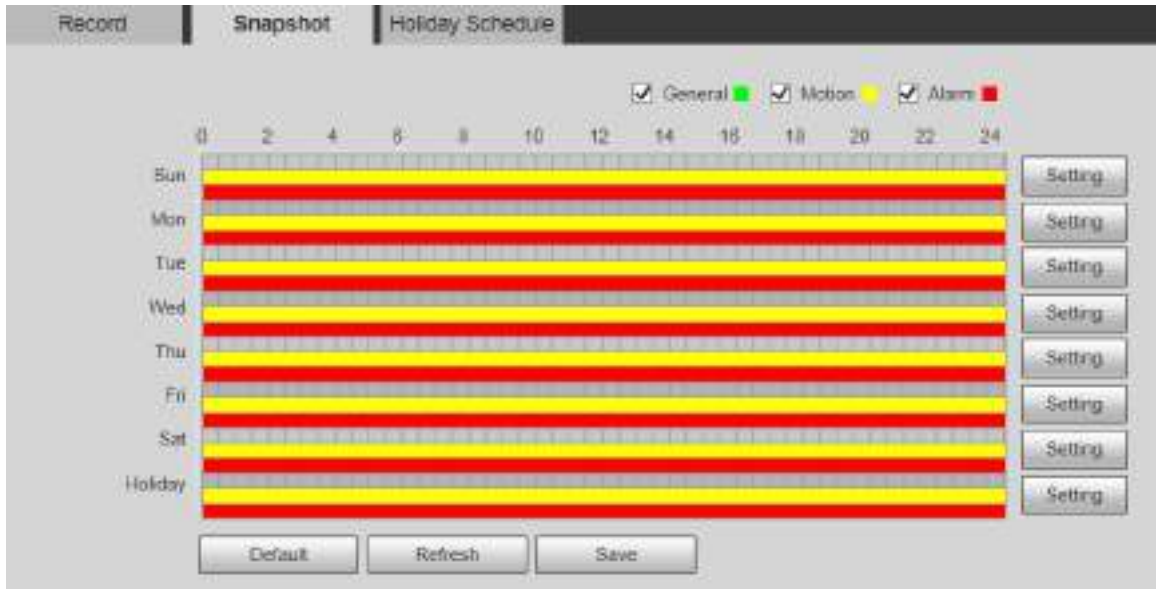 Record Snapshot Holiday Schedule
General Motion Alarm
0 2 4 6 8 10 12 14 16 18 20 22 24
Sun Setting
Mon Setting
Tue Setting
Wed Setting
Thu Setting
Fri Setting
Sat Setting
Holiday Setting
Default Refresh Save